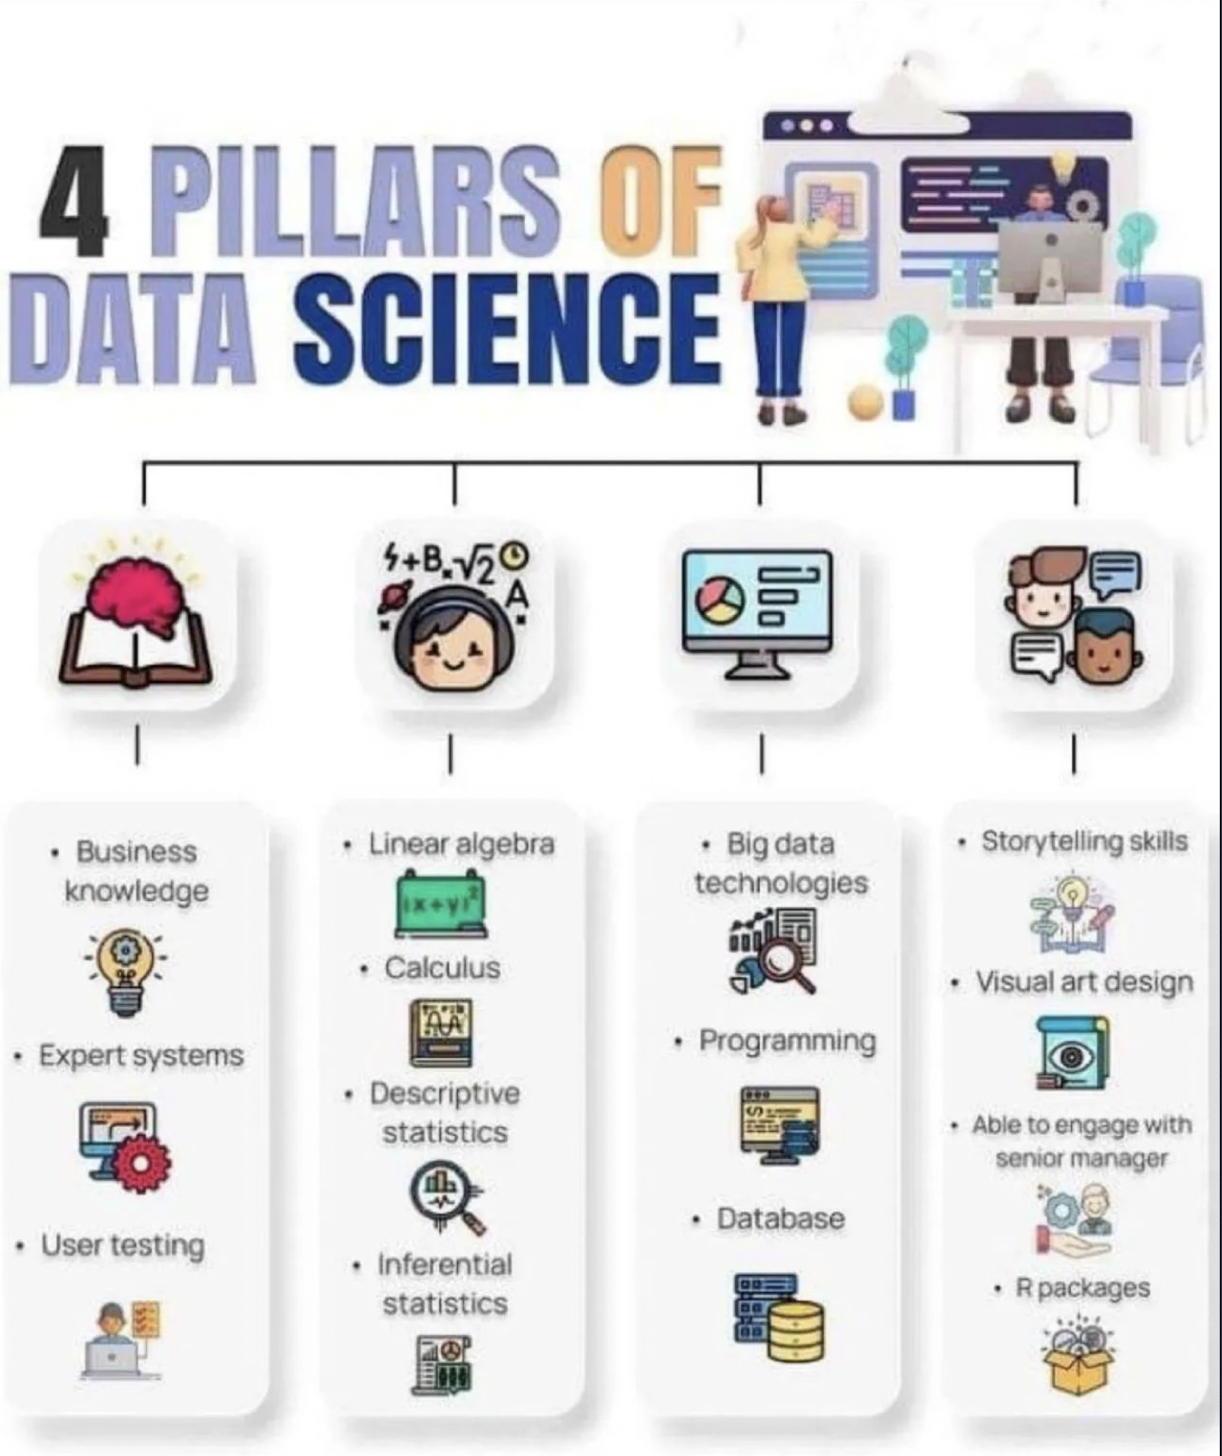 4 PILLARS OF
DATA SCIENCE
ϟ+B √2
A
• Business
knowledge
• Expert systems
• User testing
• Linear algebra
• Calculus
• Descriptive
statistics
• Inferential
statistics
• Big data
technologies
• Programming
• Database
• Storytelling skills
• Visual art design
• Able to engage with
senior manager
• R packages